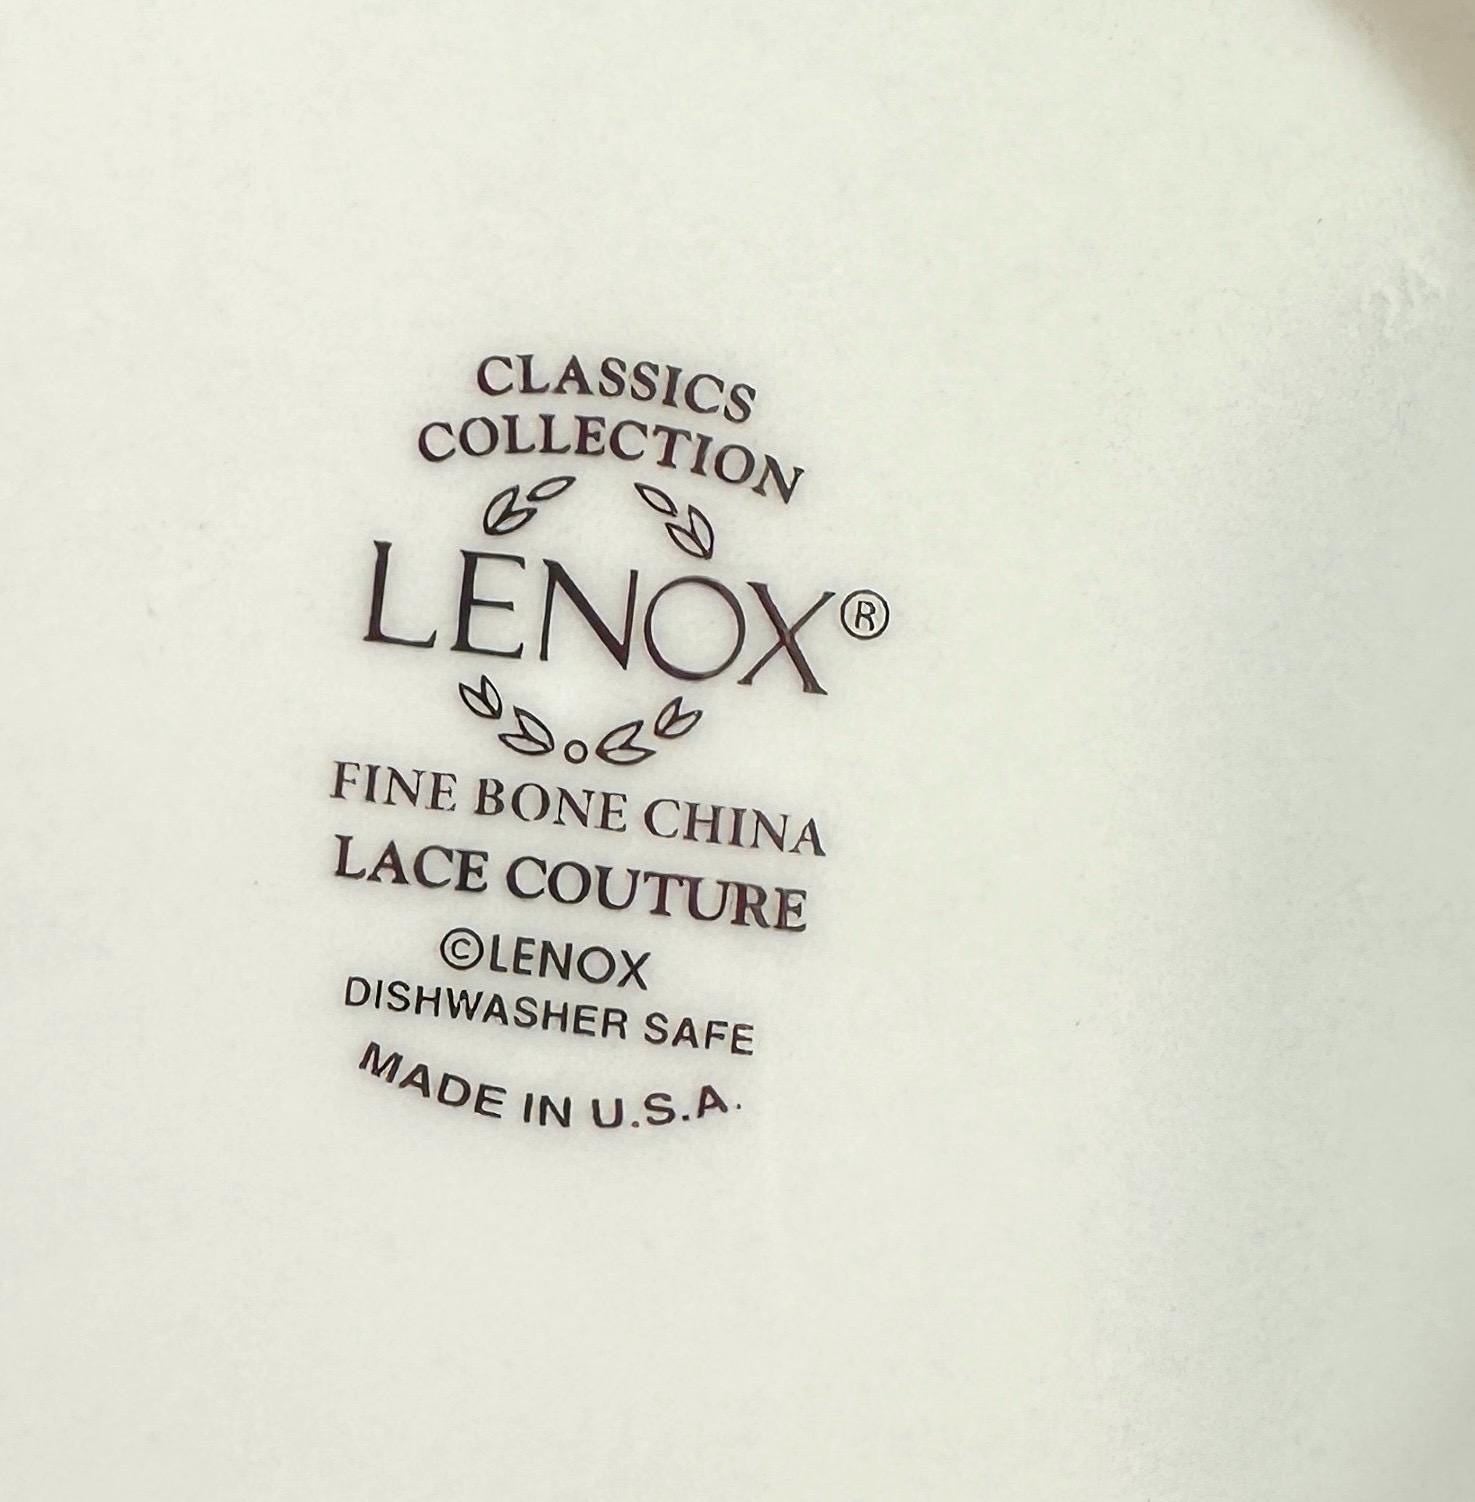 CLASSICS
COLLECTION
LENOX®
FINE BONE CHINA
LACE COUTURE
©LENOX
DISHWASHER SAFE
MADE IN U.S.A.